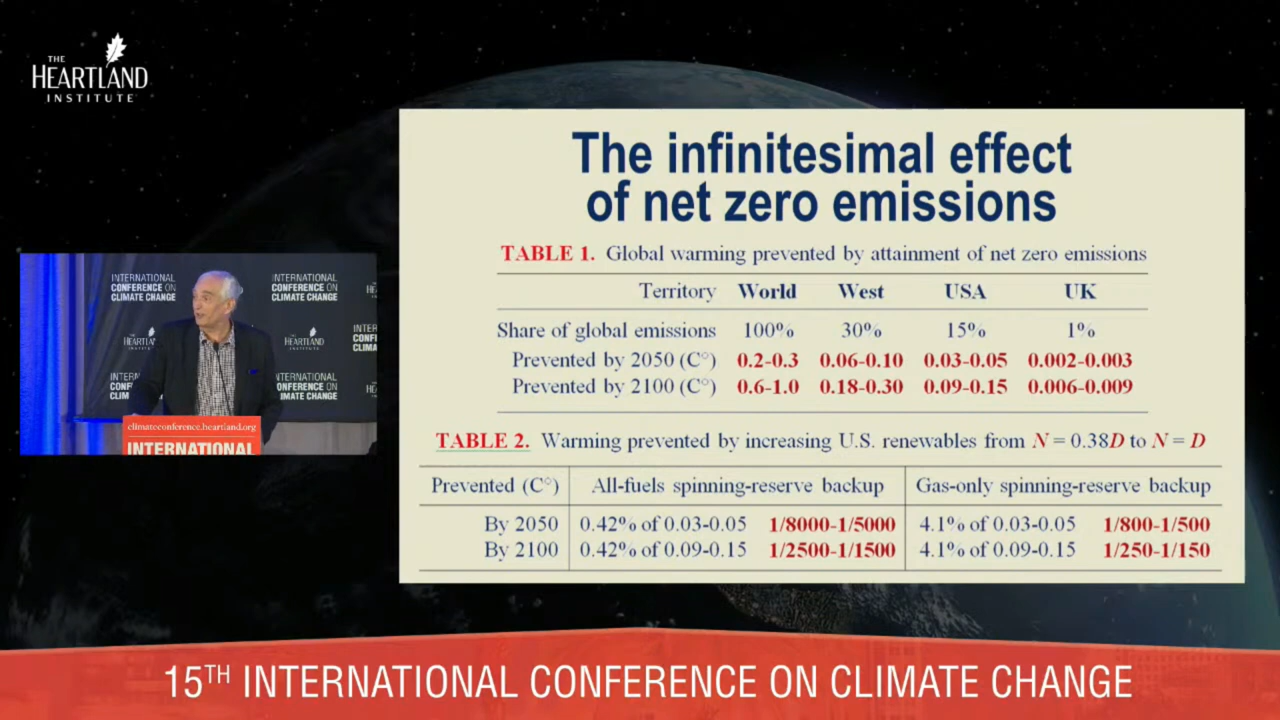 THE
HEARTLAND
INSTITUTE
The infinitesimal effect
of net zero emissions
TABLE 1. Global warming prevented by attainment of net zero emissions
Territory World West USA UK
Share of global emissions 100% 30% 15% 1%
Prevented by 2050 (C°) 0.2-0.3 0.06-0.10 0.03-0.05 0.002-0.003
Prevented by 2100 (C°) 0.6-1.0 0.18-0.30 0.09-0.15 0.006-0.009
TABLE 2. Warming prevented by increasing U.S. renewables from N = 0.38D to N = D
Prevented (C°) All-fuels spinning-reserve backup Gas-only spinning-reserve backup
By 2050 0.42% of 0.03-0.05 1/8000-1/5000 4.1% of 0.03-0.05 1/800-1/500
By 2100 0.42% of 0.09-0.15 1/2500-1/1500 4.1% of 0.09-0.15 1/250-1/150
INTERNATIONAL
CONFERENCE ON
CLIMATE CHANGE
INTERNATIONAL
CONFERENCE ON
CLIMATE CHANGE
HEARTLAND
INSTITUTE
INTERNATIONAL
CONFERENCE ON
CLIMATE CHANGE
climateconference.heartland.org
INTERNATIONAL
15TH INTERNATIONAL CONFERENCE ON CLIMATE CHANGE